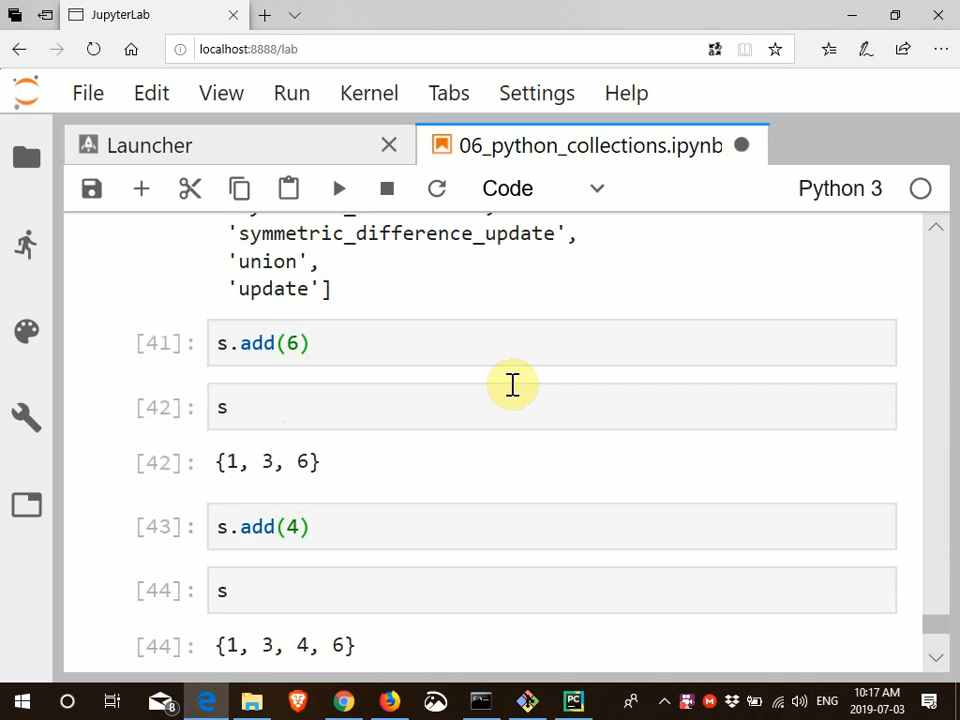 JupyterLab
localhost:8888/lab
File Edit View Run Kernel Tabs Settings Help
Launcher
06_python_collections.ipynb
Code
Python 3
'symmetric_difference_update',
'union',
'update']
[41]: s.add(6)
[42]: s
[42]: {1, 3, 6}
[43]: s.add(4)
[44]: s
[44]: {1, 3, 4, 6}
8
PC
ENG
10:17 AM
2019-07-03